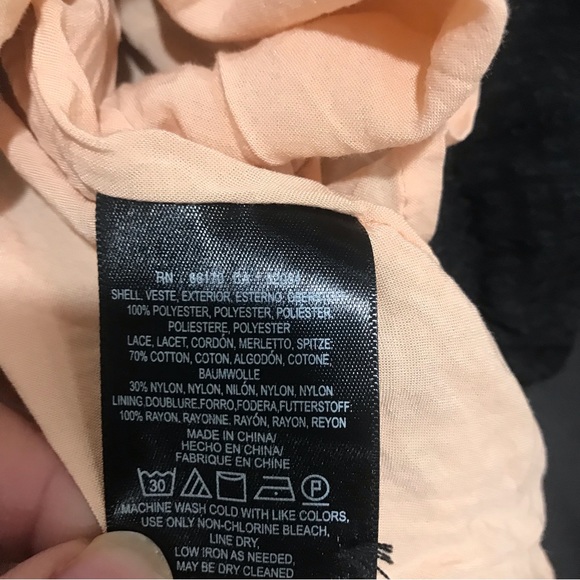 RN
SHELL, VESTE, EXTERIOR, ESTERNO,
100% POLYESTER, POLYESTER, POLIÉSTER,
POLIESTERE, POLYESTER
LACE, LACET, CORDÓN, MERLETTO, SPITZE:
70% COTTON, COTON, ALGODÓN, COTONE,
BAUMWOLLE
30% NYLON, NYLON, NILÓN, NYLON, NYLON
LINING,DOUBLURE,FORRO,FODERA,FUTTERSTOFF:
100% RAYON, RAYONNE, RAYÓN, RAYON, REYON
MADE IN CHINA/
HECHO EN CHINA/
FABRIQUE EN CHINE
30 P
MACHINE WASH COLD WITH LIKE COLORS,
USE ONLY NON-CHLORINE BLEACH,
LINE DRY,
LOW IRON AS NEEDED,
MAY BE DRY CLEANED